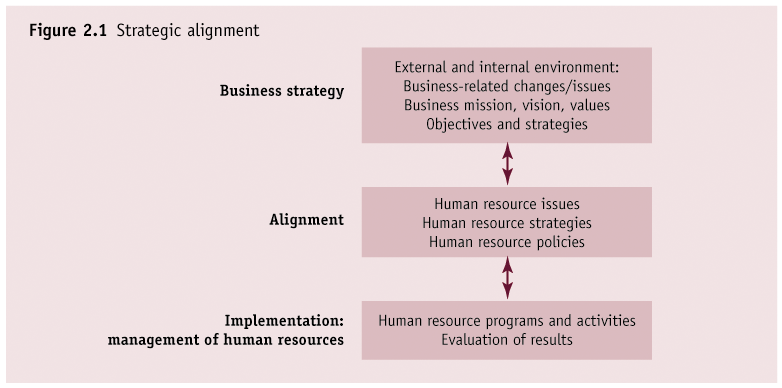 Figure 2.1 Strategic alignment
Business strategy
External and internal environment:
Business-related changes/issues
Business mission, vision, values
Objectives and strategies
Alignment
Human resource issues
Human resource strategies
Human resource policies
Implementation:
management of human resources
Human resource programs and activities
Evaluation of results